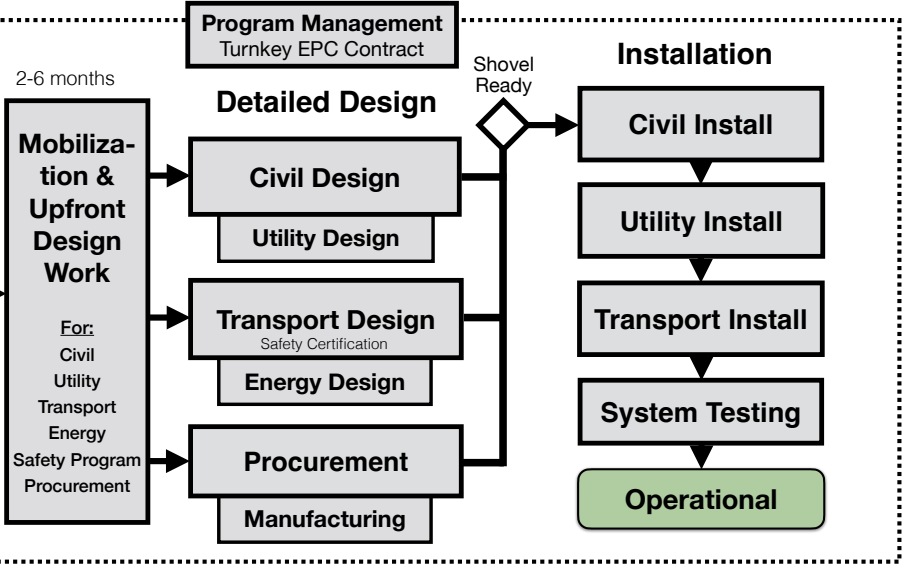 Program Management
Turnkey EPC Contract
2-6 months
Mobiliza-
tion &
Upfront
Design
Work
For:
Civil
Utility
Transport
Energy
Safety Program
Procurement
Detailed Design
Civil Design
Utility Design
Transport Design
Safety Certification
Energy Design
Procurement
Manufacturing
Shovel
Ready
Installation
Civil Install
Utility Install
Transport Install
System Testing
Operational